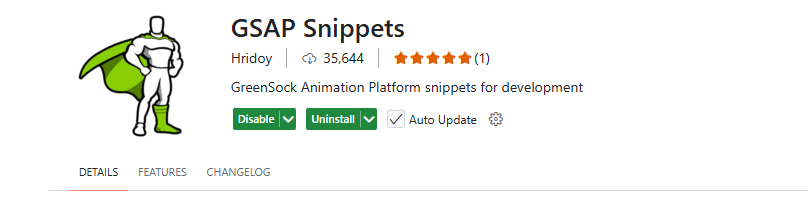 GSAP Snippets
Hridoy 35,644 (1)
GreenSock Animation Platform snippets for development
Disable Uninstall Auto Update
DETAILS FEATURES CHANGELOG